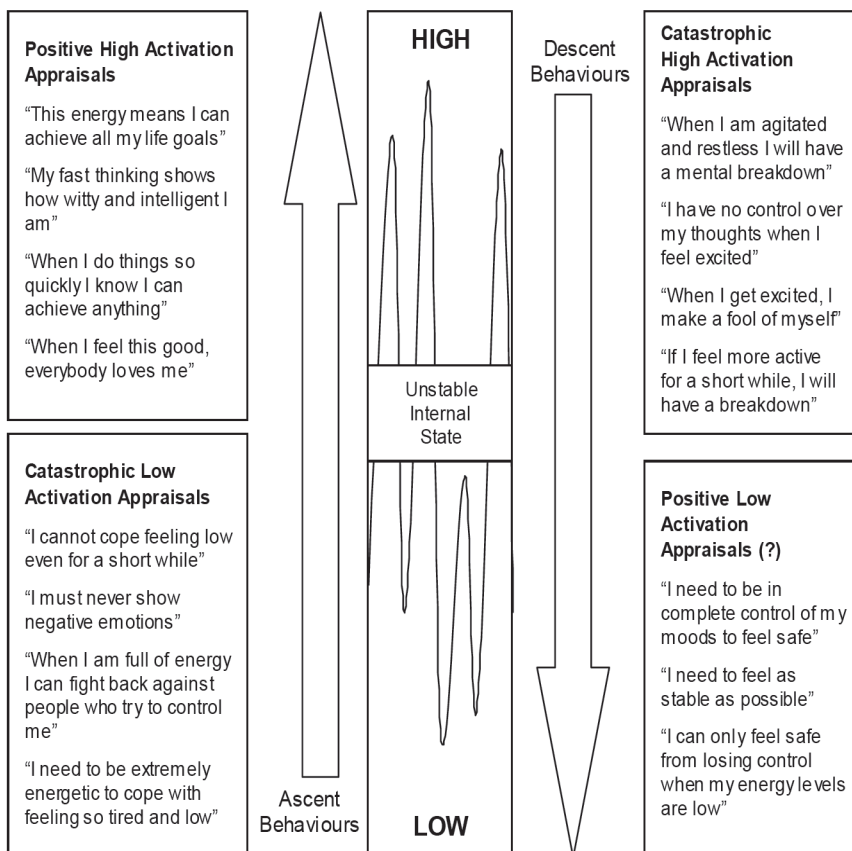 Positive High Activation
Appraisals
“This energy means I can
achieve all my life goals”
“My fast thinking shows
how witty and intelligent I
am”
“When I do things so
quickly I know I can
achieve anything”
“When I feel this good,
everybody loves me”
Catastrophic Low
Activation Appraisals
“I cannot cope feeling low
even for a short while”
“I must never show
negative emotions”
“When I am full of energy
I can fight back against
people who try to control
me”
“I need to be extremely
energetic to cope with
feeling so tired and low”
Ascent
Behaviours
HIGH
Unstable
Internal
State
LOW
Descent
Behaviours
Catastrophic
High Activation
Appraisals
“When I am agitated
and restless I will have
a mental breakdown”
“I have no control over
my thoughts when I
feel excited”
“When I get excited, I
make a fool of myself”
“If I feel more active
for a short while, I will
have a breakdown”
Positive Low
Activation
Appraisals (?)
“I need to be in
complete control of my
moods to feel safe”
“I need to feel as
stable as possible”
“I can only feel safe
from losing control
when my energy levels
are low”